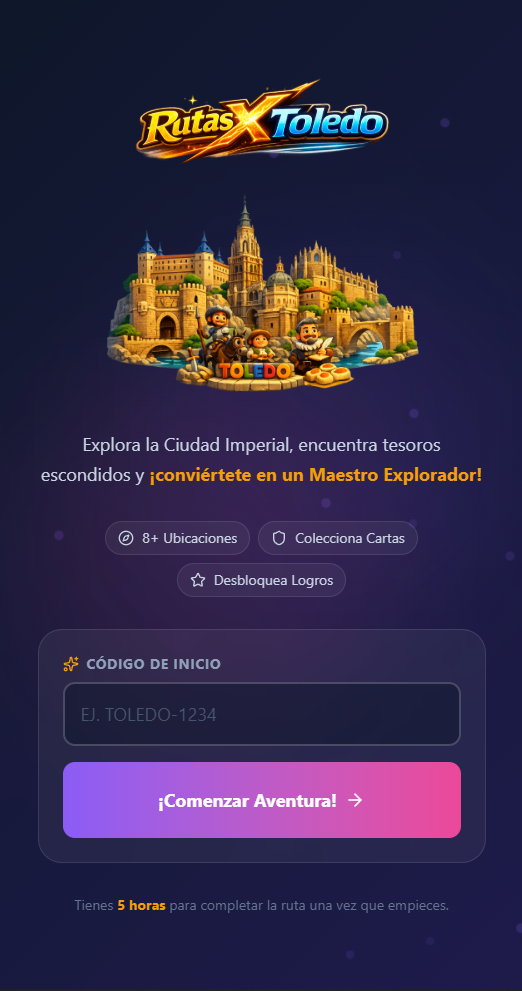 Rutas X Toledo
TOLEDO
Explora la Ciudad Imperial, encuentra tesoros
escondidos y ¡conviértete en un Maestro Explorador!
8+ Ubicaciones
Colecciona Cartas
Desbloquea Logros
CÓDIGO DE INICIO
EJ. TOLEDO-1234
¡Comenzar Aventura! →
Tienes 5 horas para completar la ruta una vez que empieces.